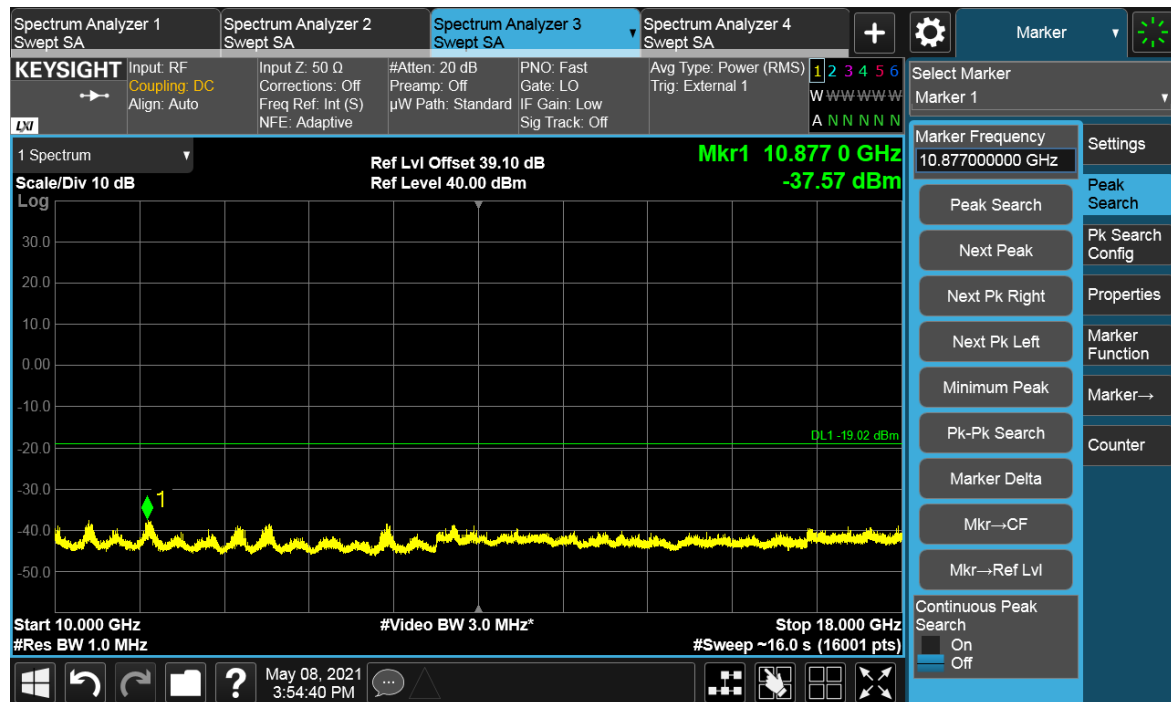 Spectrum Analyzer 1
Swept SA
Spectrum Analyzer 2
Swept SA
Spectrum Analyzer 3
Swept SA
Spectrum Analyzer 4
Swept SA
+
Marker
KEYSIGHT
LXI
Input: RF
Coupling: DC
Align: Auto
Input Z: 50 Ω
Corrections: Off
Freq Ref: Int (S)
NFE: Adaptive
#Atten: 20 dB
Preamp: Off
µW Path: Standard
PNO: Fast
Gate: LO
IF Gain: Low
Sig Track: Off
Avg Type: Power (RMS)
Trig: External 1
1 2 3 4 5 6
W W W W W W
A N N N N N
1 Spectrum
Scale/Div 10 dB
Log
Ref Lvl Offset 39.10 dB
Ref Level 40.00 dBm
Mkr1 10.877 0 GHz
-37.57 dBm
30.0
20.0
10.0
0.00
-10.0
DL1 -19.02 dBm
-20.0
-30.0
1
-40.0
-50.0
Start 10.000 GHz
#Res BW 1.0 MHz
#Video BW 3.0 MHz*
Stop 18.000 GHz
#Sweep ~16.0 s (16001 pts)
?
May 08, 2021
3:54:40 PM
Select Marker
Marker 1
Marker Frequency
10.877000000 GHz
Peak Search
Next Peak
Next Pk Right
Next Pk Left
Minimum Peak
Pk-Pk Search
Marker Delta
Mkr→CF
Mkr→Ref Lvl
Continuous Peak
Search
On
Off
Settings
Peak
Search
Pk Search
Config
Properties
Marker
Function
Marker→
Counter